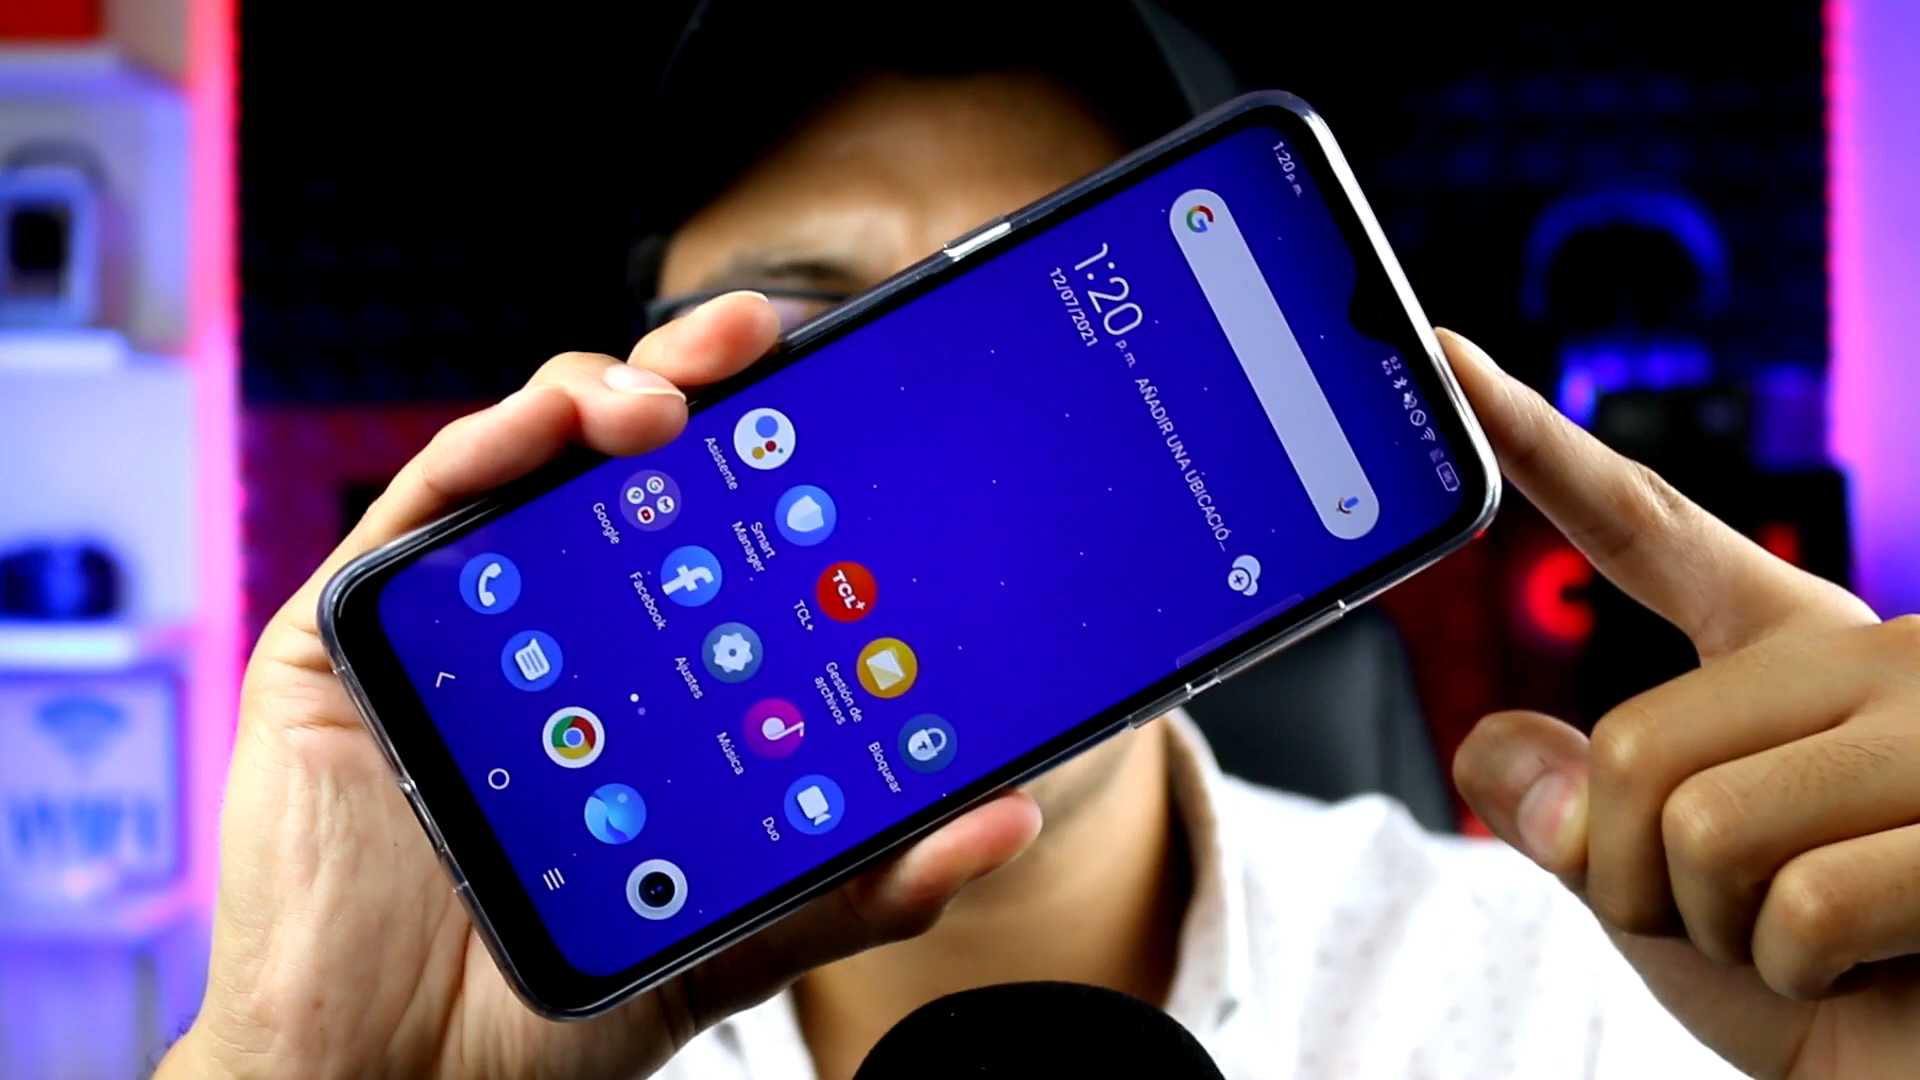 1:20 p. m.
1:20 p. m.
12/07/2021
AÑADIR UNA UBICACIÓ...
Asistente
Smart
Manager
TCL+
TCL+
Gestión de
archivos
Bloquear
Google
Facebook
Ajustes
Música
Duo